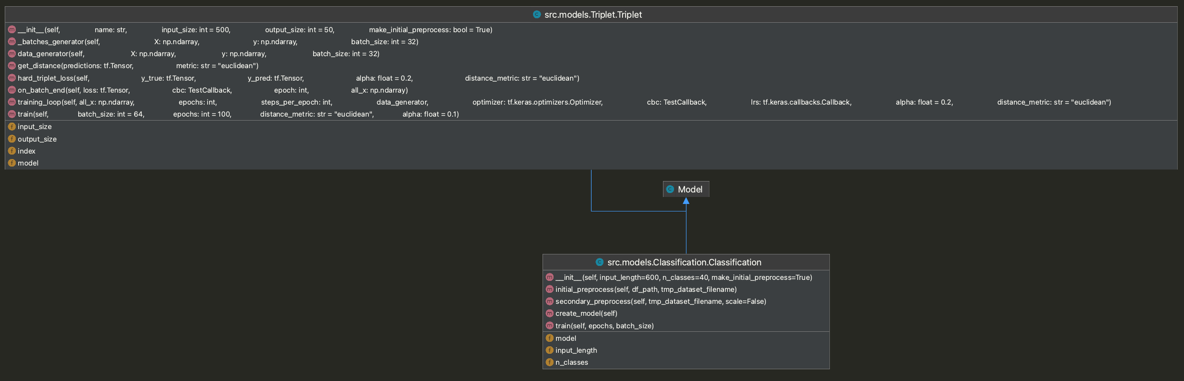 src.models.Triplet.Triplet
__init__(self, name: str, input_size: int = 500, output_size: int = 50, make_initial_preprocess: bool = True)
_batches_generator(self, X: np.ndarray, y: np.ndarray, batch_size: int = 32)
data_generator(self, X: np.ndarray, y: np.ndarray, batch_size: int = 32)
get_distance(predictions: tf.Tensor, metric: str = "euclidean")
hard_triplet_loss(self, y_true: tf.Tensor, y_pred: tf.Tensor, alpha: float = 0.2, distance_metric: str = "euclidean")
on_batch_end(self, loss: tf.Tensor, cbc: TestCallback, epoch: int, all_x: np.ndarray)
training_loop(self, all_x: np.ndarray, epochs: int, steps_per_epoch: int, data_generator, optimizer: tf.keras.optimizers.Optimizer, cbc: TestCallback, lrs: tf.keras.callbacks.Callback, alpha: float = 0.2, distance_metric: str = "euclidean")
train(self, batch_size: int = 64, epochs: int = 100, distance_metric: str = "euclidean", alpha: float = 0.1)
input_size
output_size
index
model
Model
src.models.Classification.Classification
__init__(self, input_length=600, n_classes=40, make_initial_preprocess=True)
initial_preprocess(self, df_path, tmp_dataset_filename)
secondary_preprocess(self, tmp_dataset_filename, scale=False)
create_model(self)
train(self, epochs, batch_size)
model
input_length
n_classes